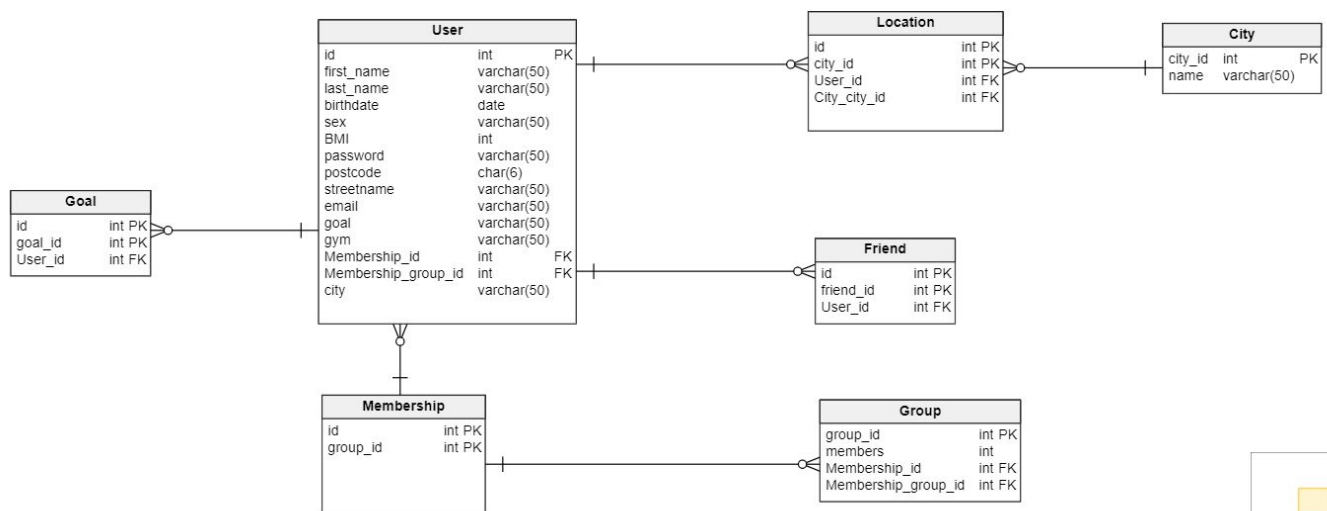 User
id int PK
first_name varchar(50)
last_name varchar(50)
birthdate date
sex varchar(50)
BMI int
password varchar(50)
postcode char(6)
streetname varchar(50)
email varchar(50)
goal varchar(50)
gym varchar(50)
Membership_id int FK
Membership_group_id int FK
city varchar(50)
Location
id int PK
city_id int PK
User_id int FK
City_city_id int FK
City
city_id int PK
name varchar(50)
Goal
id int PK
goal_id int PK
User_id int FK
Friend
id int PK
friend_id int PK
User_id int FK
Membership
id int PK
group_id int PK
Group
group_id int PK
members int
Membership_id int FK
Membership_group_id int FK